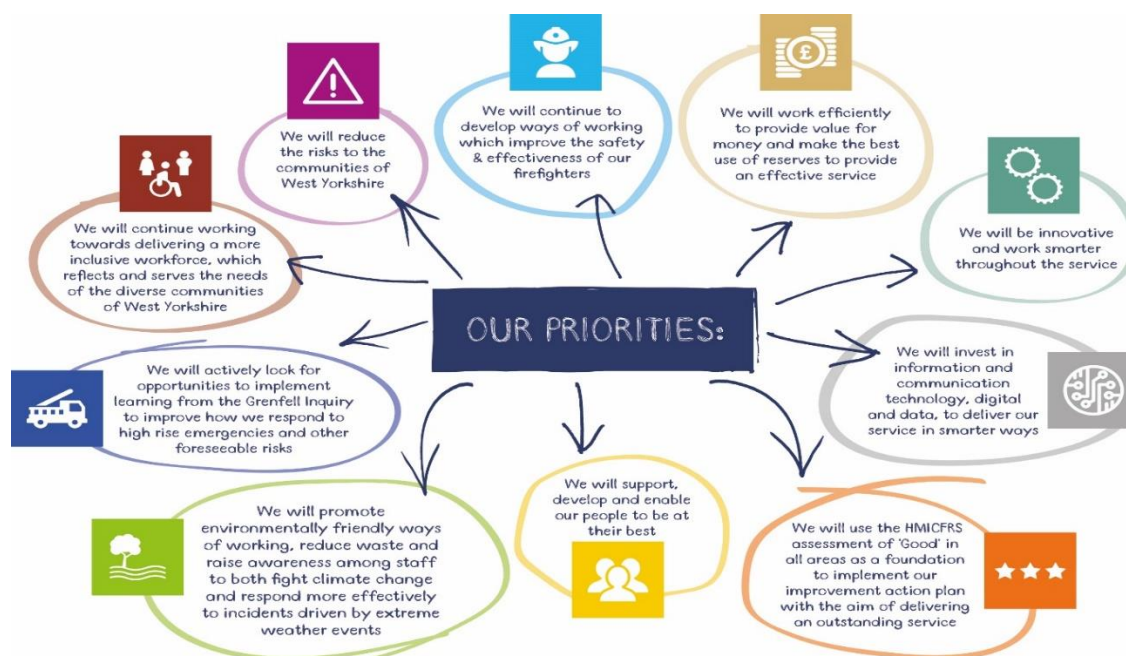 OUR PRIORITIES:
We will reduce
the risks to the
communities of
West Yorkshire
We will continue to
develop ways of working
which improve the safety
& effectiveness of our
firefighters
£
We will work efficiently
to provide value for
money and make the best
use of reserves to provide
an effective service
We will be innovative
and work smarter
throughout the service
We will invest in
information and
communication
technology, digital
and data, to deliver our
service in smarter ways
We will use the HMICFRS
assessment of 'Good' in
all areas as a foundation
to implement our
improvement action plan
with the aim of delivering
an outstanding service
We will support,
develop and enable
our people to be at
their best
We will promote
environmentally friendly ways
of working, reduce waste and
raise awareness among staff
to both fight climate change
and respond more effectively
to incidents driven by extreme
weather events
We will actively look for
opportunities to implement
learning from the Grenfell Inquiry
to improve how we respond to
high rise emergencies and other
foreseeable risks
We will continue working
towards delivering a more
inclusive workforce, which
reflects and serves the needs
of the diverse communities
of West Yorkshire